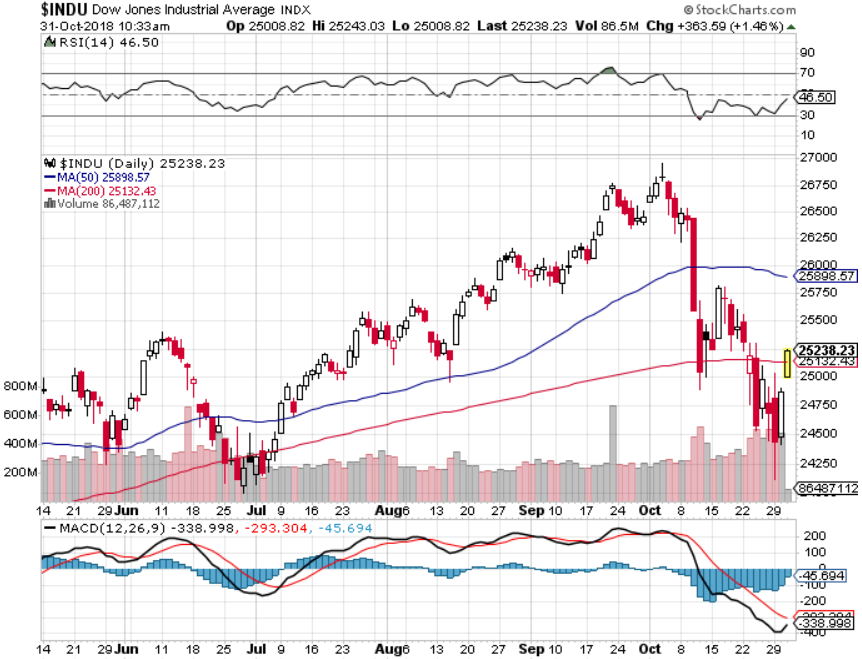 $INDU Dow Jones Industrial Average INDX © StockCharts.com
31-Oct-2018 10:33am Op 25008.82 Hi 25243.03 Lo 25008.82 Last 25238.23 Vol 86.5M Chg +363.59 (+1.46%)
RSI(14) 46.50
90
70
46.50
30
10
$INDU (Daily) 25238.23
MA(50) 25898.57
MA(200) 25132.43
Volume 86,487,112
27000
26750
26500
26250
26000
25898.57
25750
25500
25238.23
25132.43
25000
24750
24500
24250
86487112
800M
600M
400M
200M
14 21 29 Jun 11 18 25 Jul 9 16 23 Aug 6 13 20 27 Sep 10 17 24 Oct 8 15 22 29
MACD(12,26,9) -338.998, -293.304, -45.694
200
100
0
-45.694
-100
-200
-293.304
-338.998
-400
14 21 29 Jun 11 18 25 Jul 9 16 23 Aug 6 13 20 27 Sep 10 17 24 Oct 8 15 22 29